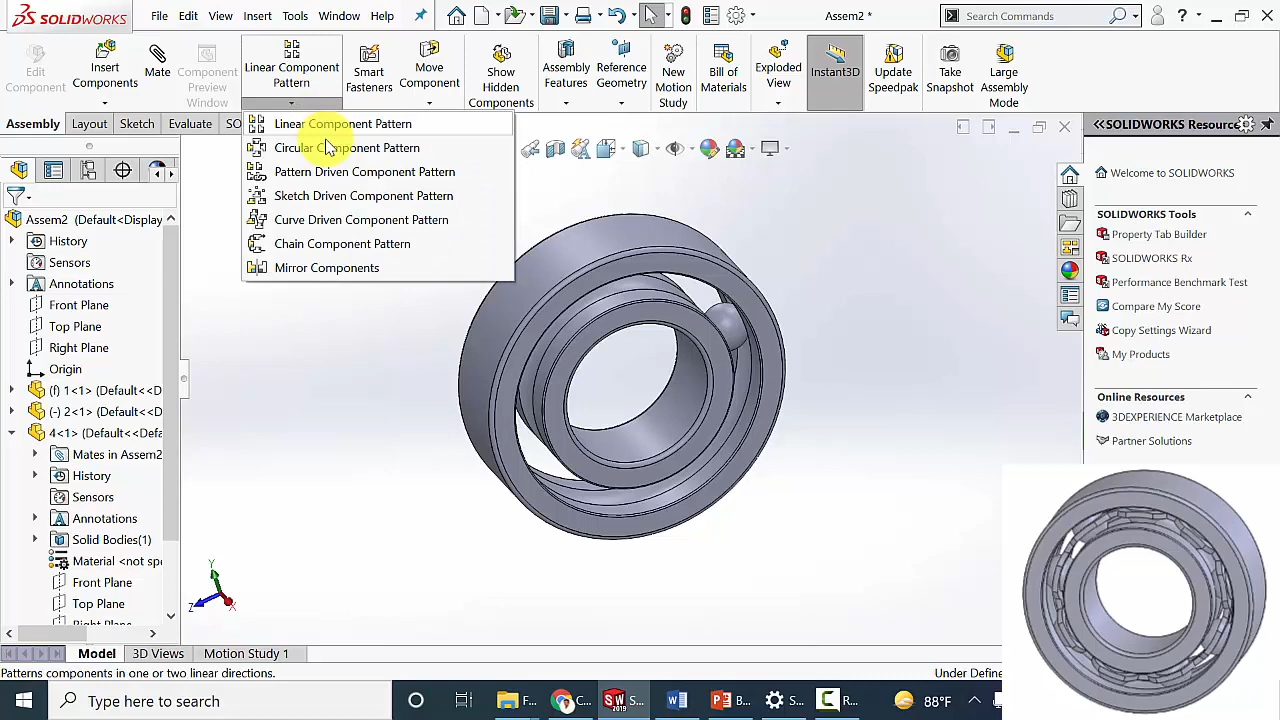 SOLIDWORKS
File
Edit
View
Insert
Tools
Window
Component
Help
Assem2 *
Search Commands
?
Edit Component
Insert Components
Mate
Component Preview Window
Linear Component Pattern
Smart Fasteners
Move Component
Show Hidden Components
Assembly Features
Reference Geometry
New Motion Study
Bill of Materials
Exploded View
Instant3D
Update Speedpak
Take Snapshot
Large Assembly Mode
Assembly
Layout
Sketch
Evaluate
SO
Linear Component Pattern
Circular Component Pattern
Pattern Driven Component Pattern
Sketch Driven Component Pattern
Curve Driven Component Pattern
Chain Component Pattern
Mirror Components
Assem2 (Default<Display
History
Sensors
Annotations
Front Plane
Top Plane
Right Plane
Origin
(f) 1<1> (Default<<D
(-) 2<1> (Default<<D
4<1> (Default<<Defa
Mates in Assem2
History
Sensors
Annotations
Solid Bodies(1)
Material <not spe
Front Plane
Top Plane
Right Plane
Y
Z
X
<<SOLIDWORKS Resourc
Welcome to SOLIDWORKS
SOLIDWORKS Tools
Property Tab Builder
SOLIDWORKS Rx
Performance Benchmark Test
Compare My Score
Copy Settings Wizard
My Products
Online Resources
3DEXPERIENCE Marketplace
Partner Solutions
Model
3D Views
Motion Study 1
Patterns components in one or two linear directions.
Under Define
Type here to search
F...
C...
SW
2019
S...
W...
B...
S...
R...
88°F